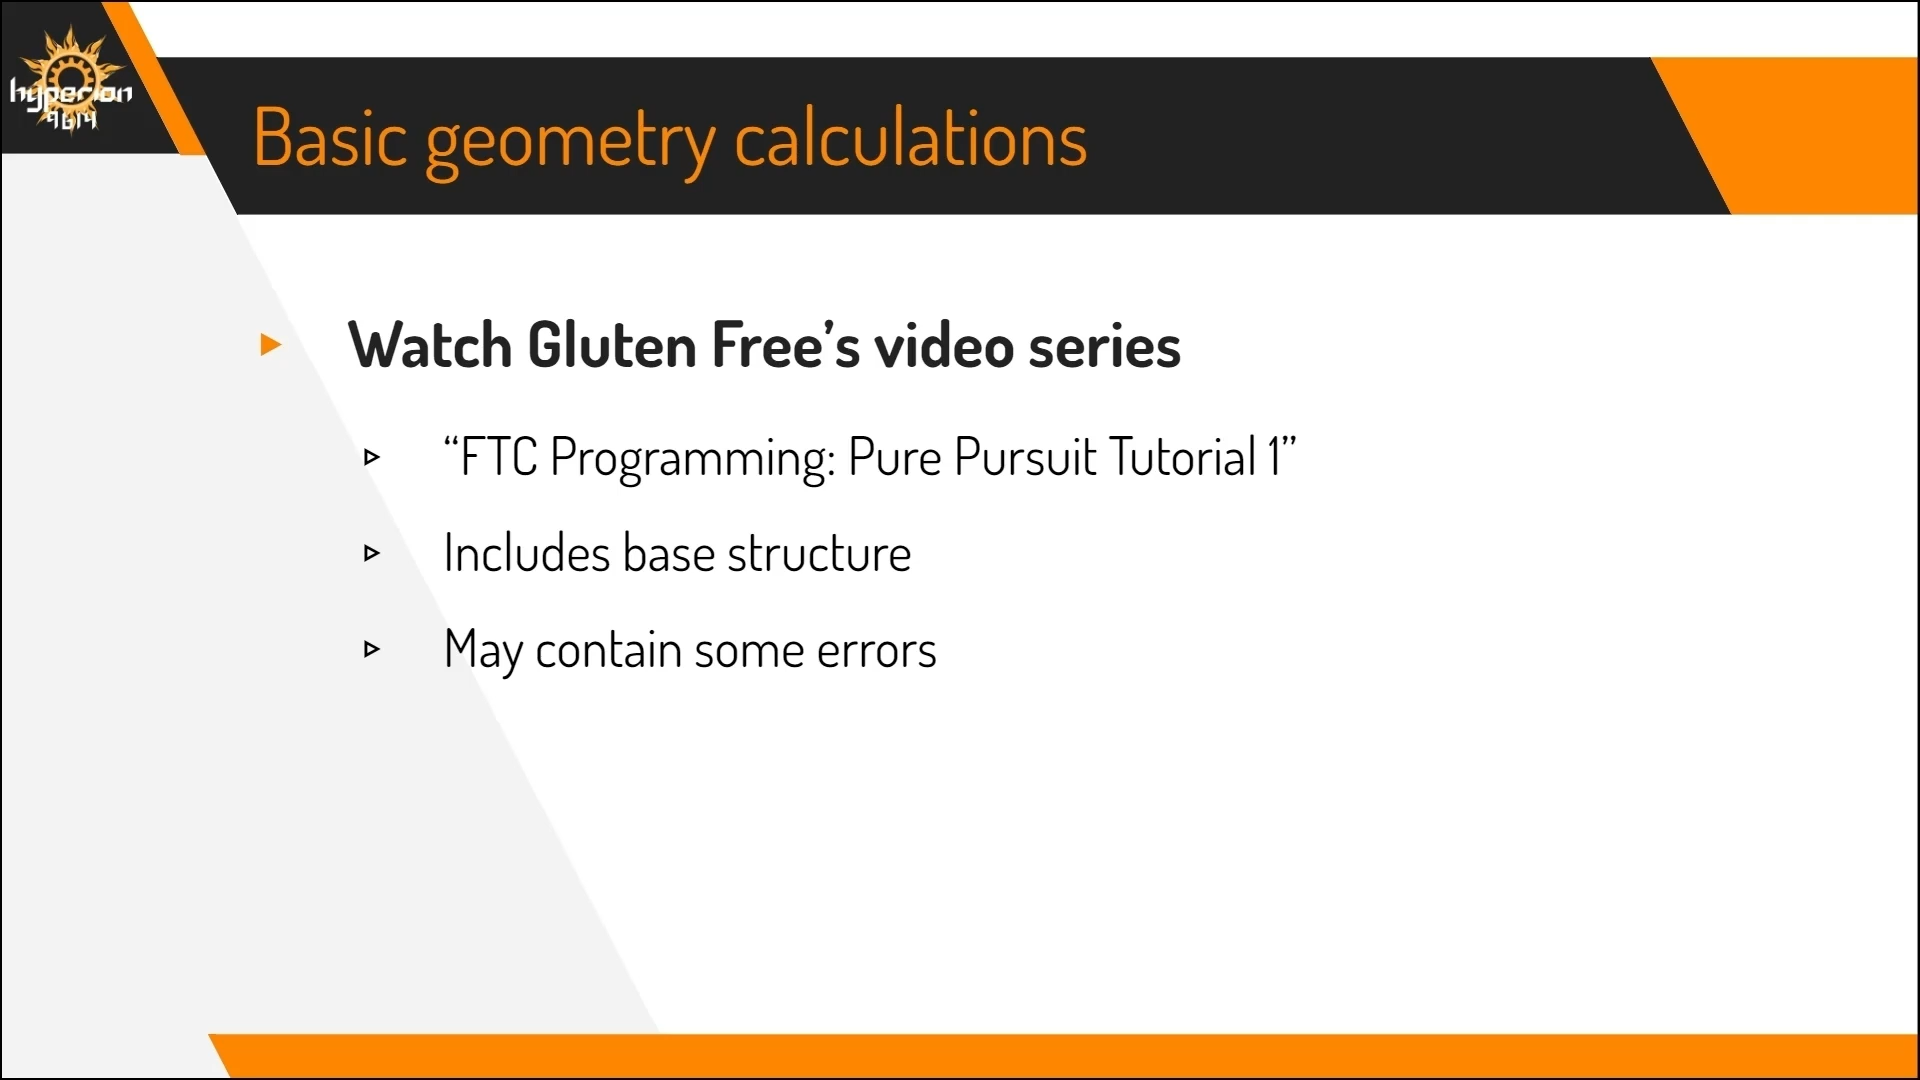 hyperion
9614
Basic geometry calculations
Watch Gluten Free’s video series
“FTC Programming: Pure Pursuit Tutorial 1”
Includes base structure
May contain some errors